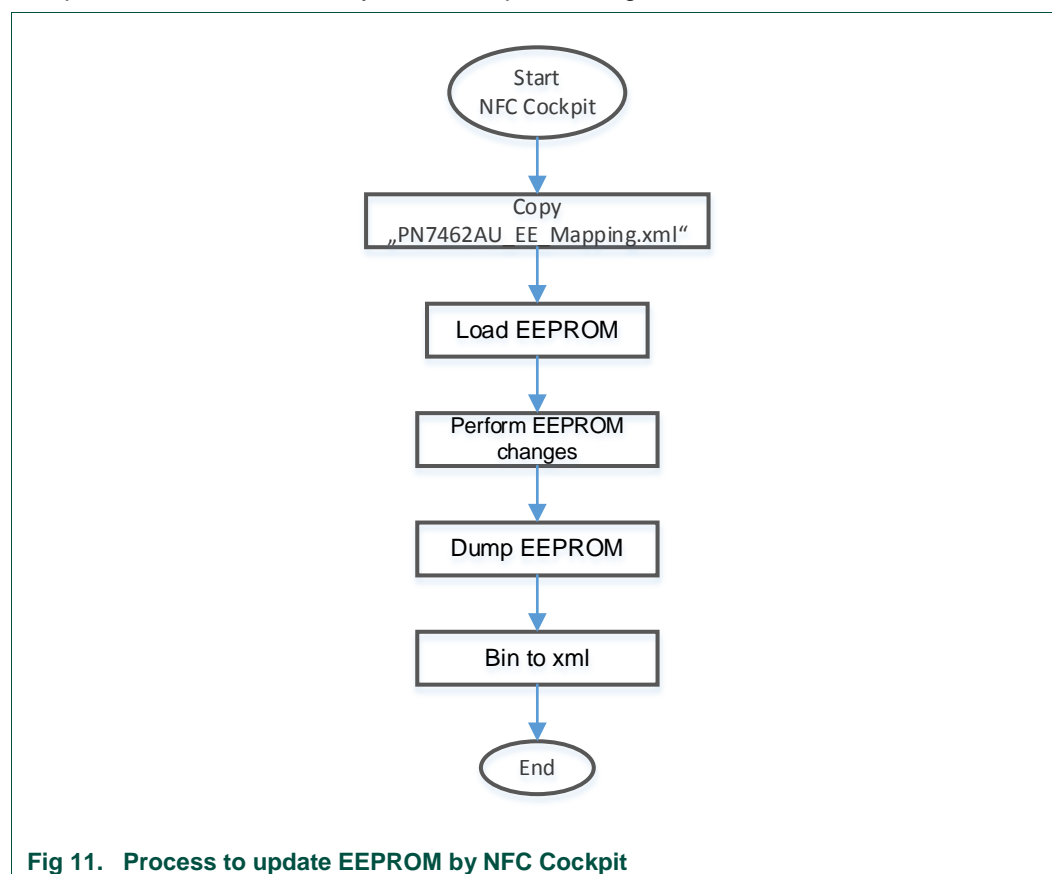 Start
NFC Cockpit
Copy
„PN7462AU_EE_Mapping.xml“
Load EEPROM
Perform EEPROM
changes
Dump EEPROM
Bin to xml
End
Fig 11. Process to update EEPROM by NFC Cockpit